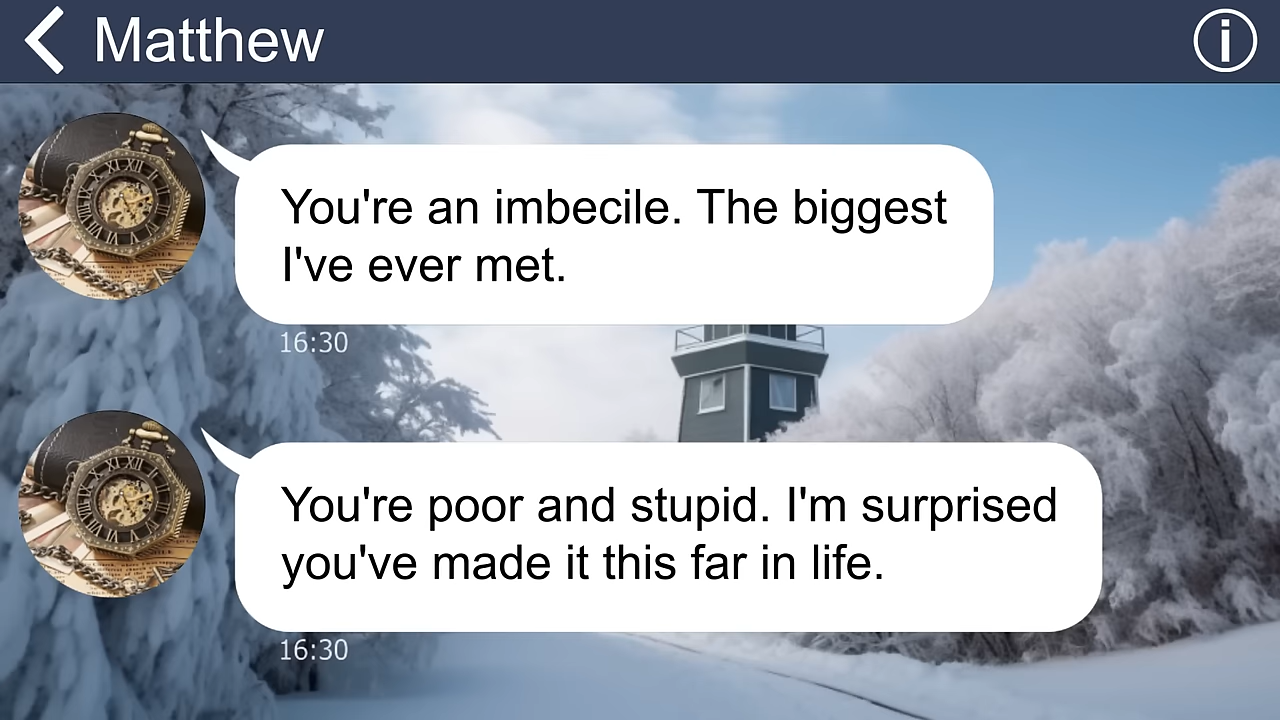 Matthew
You're an imbecile. The biggest
I've ever met.
16:30
You're poor and stupid. I'm surprised
you've made it this far in life.
16:30